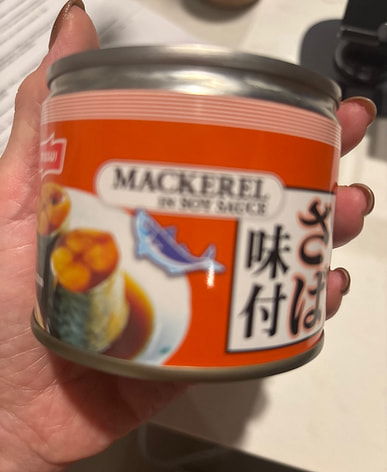 MACKEREL
IN SOY SAUCE
さば
味付